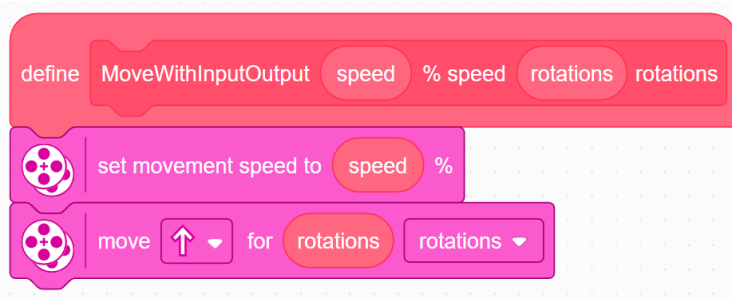 define MoveWithInputOutput speed % speed rotations rotations
set movement speed to speed %
move for rotations rotations